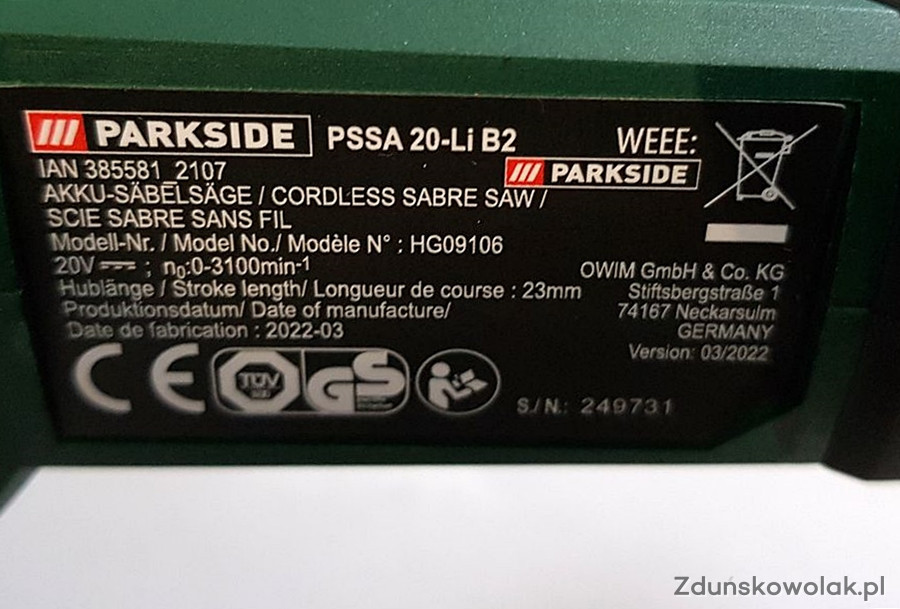 PARKSIDE PSSA 20-Li B2
WEEE:
PARKSIDE
IAN 385581_2107
AKKU-SÄBELSÄGE / CORDLESS SABRE SAW /
SCIE SABRE SANS FIL
Modell-Nr. / Model No./ Modèle N° : HG09106
20V⎓ ; n₀:0-3100min⁻¹
Hublänge / Stroke length/ Longueur de course : 23mm
Produktionsdatum/ Date of manufacture/
Date de fabrication : 2022-03
OWIM GmbH & Co. KG
Stiftsbergstraße 1
74167 Neckarsulm
GERMANY
Version: 03/2022
CE
TÜV
GS
S/N.: 249731
Zdunskowolak.pl